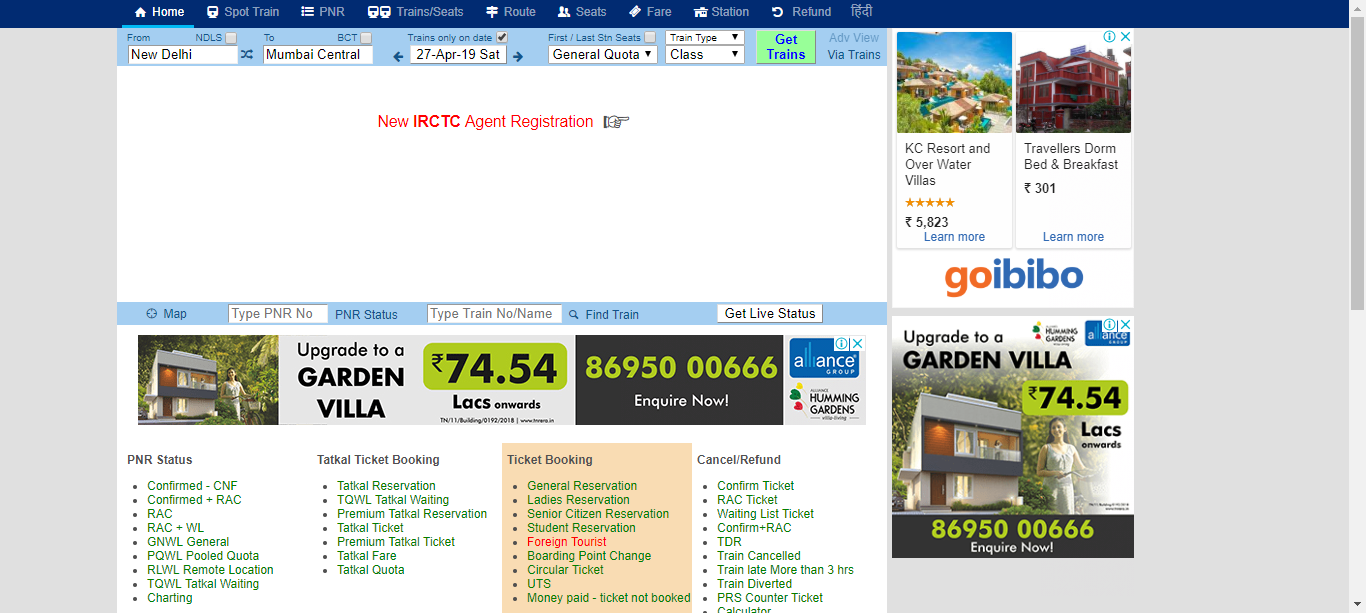 Home Spot Train PNR Trains/Seats Route Seats Fare Station Refund हिंदी
From NDLS To BCT Trains only on date First / Last Stn Seats Train Type Get Trains Adv View
New Delhi Mumbai Central 27-Apr-19 Sat General Quota Class Via Trains
New IRCTC Agent Registration
Map Type PNR No PNR Status Type Train No/Name Find Train Get Live Status
Upgrade to a
GARDEN
VILLA
₹74.54
Lacs onwards
TN/11/Building/0192/2018 | www.tnrera.in
86950 00666
Enquire Now!
alliance
GROUP
ALLIANCE
HUMMING
GARDENS
villa-living
PNR Status
Confirmed - CNF
Confirmed + RAC
RAC
RAC + WL
GNWL General
PQWL Pooled Quota
RLWL Remote Location
TQWL Tatkal Waiting
Charting
Tatkal Ticket Booking
Tatkal Reservation
TQWL Tatkal Waiting
Premium Tatkal Reservation
Tatkal Ticket
Premium Tatkal Ticket
Tatkal Fare
Tatkal Quota
Ticket Booking
General Reservation
Ladies Reservation
Senior Citizen Reservation
Student Reservation
Foreign Tourist
Boarding Point Change
Circular Ticket
UTS
Money paid - ticket not booked
Cancel/Refund
Confirm Ticket
RAC Ticket
Waiting List Ticket
Confirm+RAC
TDR
Train Cancelled
Train late More than 3 hrs
Train Diverted
PRS Counter Ticket
Calculator
KC Resort and
Over Water
Villas
₹ 5,823
Learn more
Travellers Dorm
Bed & Breakfast
₹ 301
Learn more
goibibo
Upgrade to a
GARDEN VILLA
HUMMING
GARDENS
alliance
GROUP
₹74.54
Lacs
onwards
86950 00666
Enquire Now!